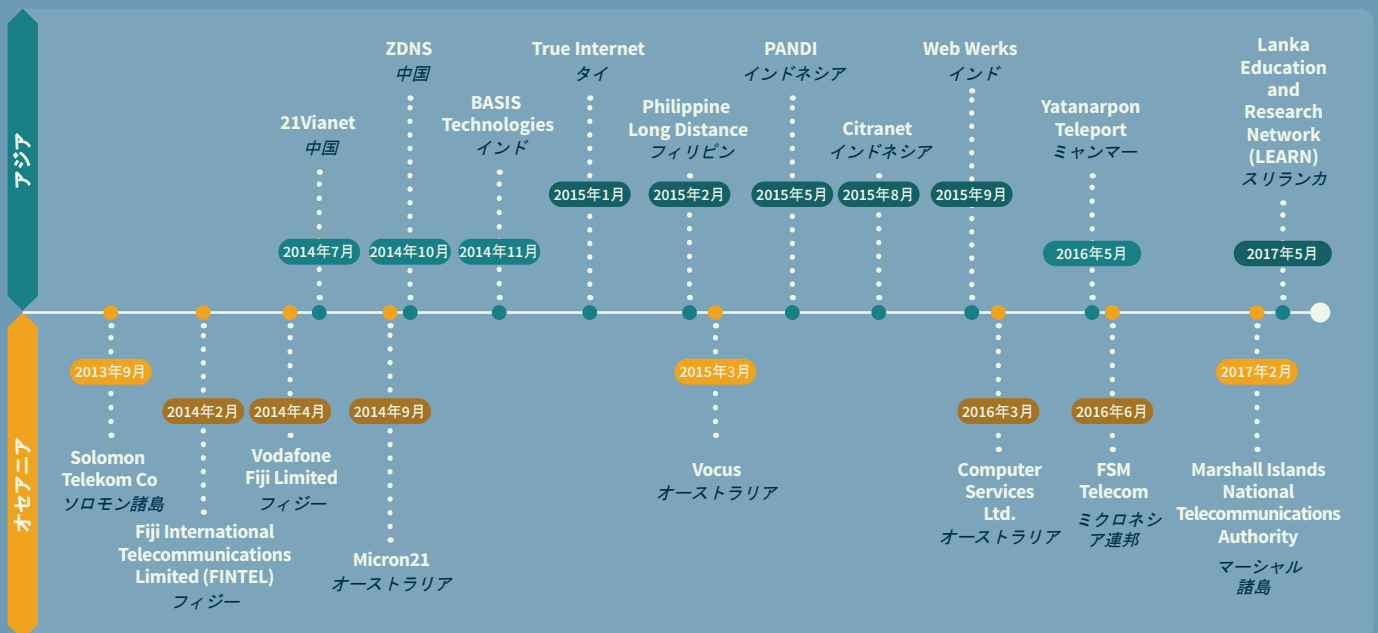 アジア
21Vianet
中国
2014年7月
ZDNS
中国
2014年10月
BASIS
Technologies
インド
2014年11月
True Internet
タイ
2015年1月
Philippine
Long Distance
フィリピン
2015年2月
PANDI
インドネシア
2015年5月
Citranet
インドネシア
2015年8月
Web Werks
インド
2015年9月
Yatanarpon
Teleport
ミャンマー
2016年5月
Lanka
Education
and
Research
Network
(LEARN)
スリランカ
2017年5月
オセアニア
2013年9月
Solomon
Telekom Co
ソロモン諸島
2014年2月
Fiji International
Telecommunications
Limited (FINTEL)
フィジー
2014年4月
Vodafone
Fiji Limited
フィジー
2014年9月
Micron21
オーストラリア
2015年3月
Vocus
オーストラリア
2016年3月
Computer
Services
Ltd.
オーストラリア
2016年6月
FSM
Telecom
ミクロネシ
ア連邦
2017年2月
Marshall Islands
National
Telecommunications
Authority
マーシャル
諸島